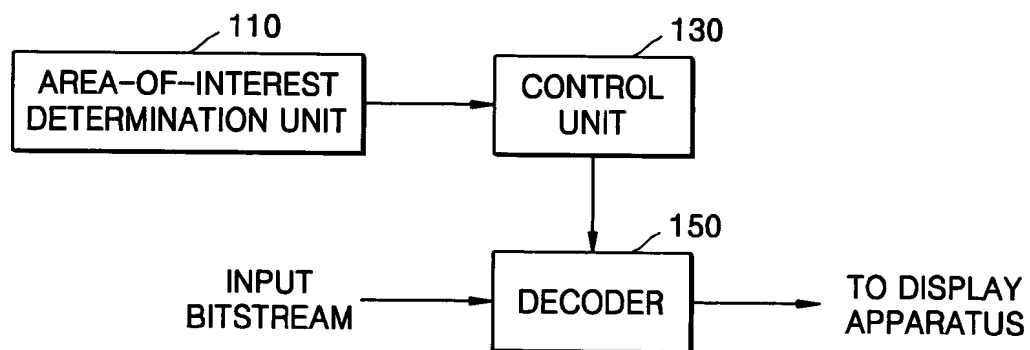 110
AREA-OF-INTEREST
DETERMINATION UNIT
130
CONTROL
UNIT
150
DECODER
INPUT
BITSTREAM
TO DISPLAY
APPARATUS